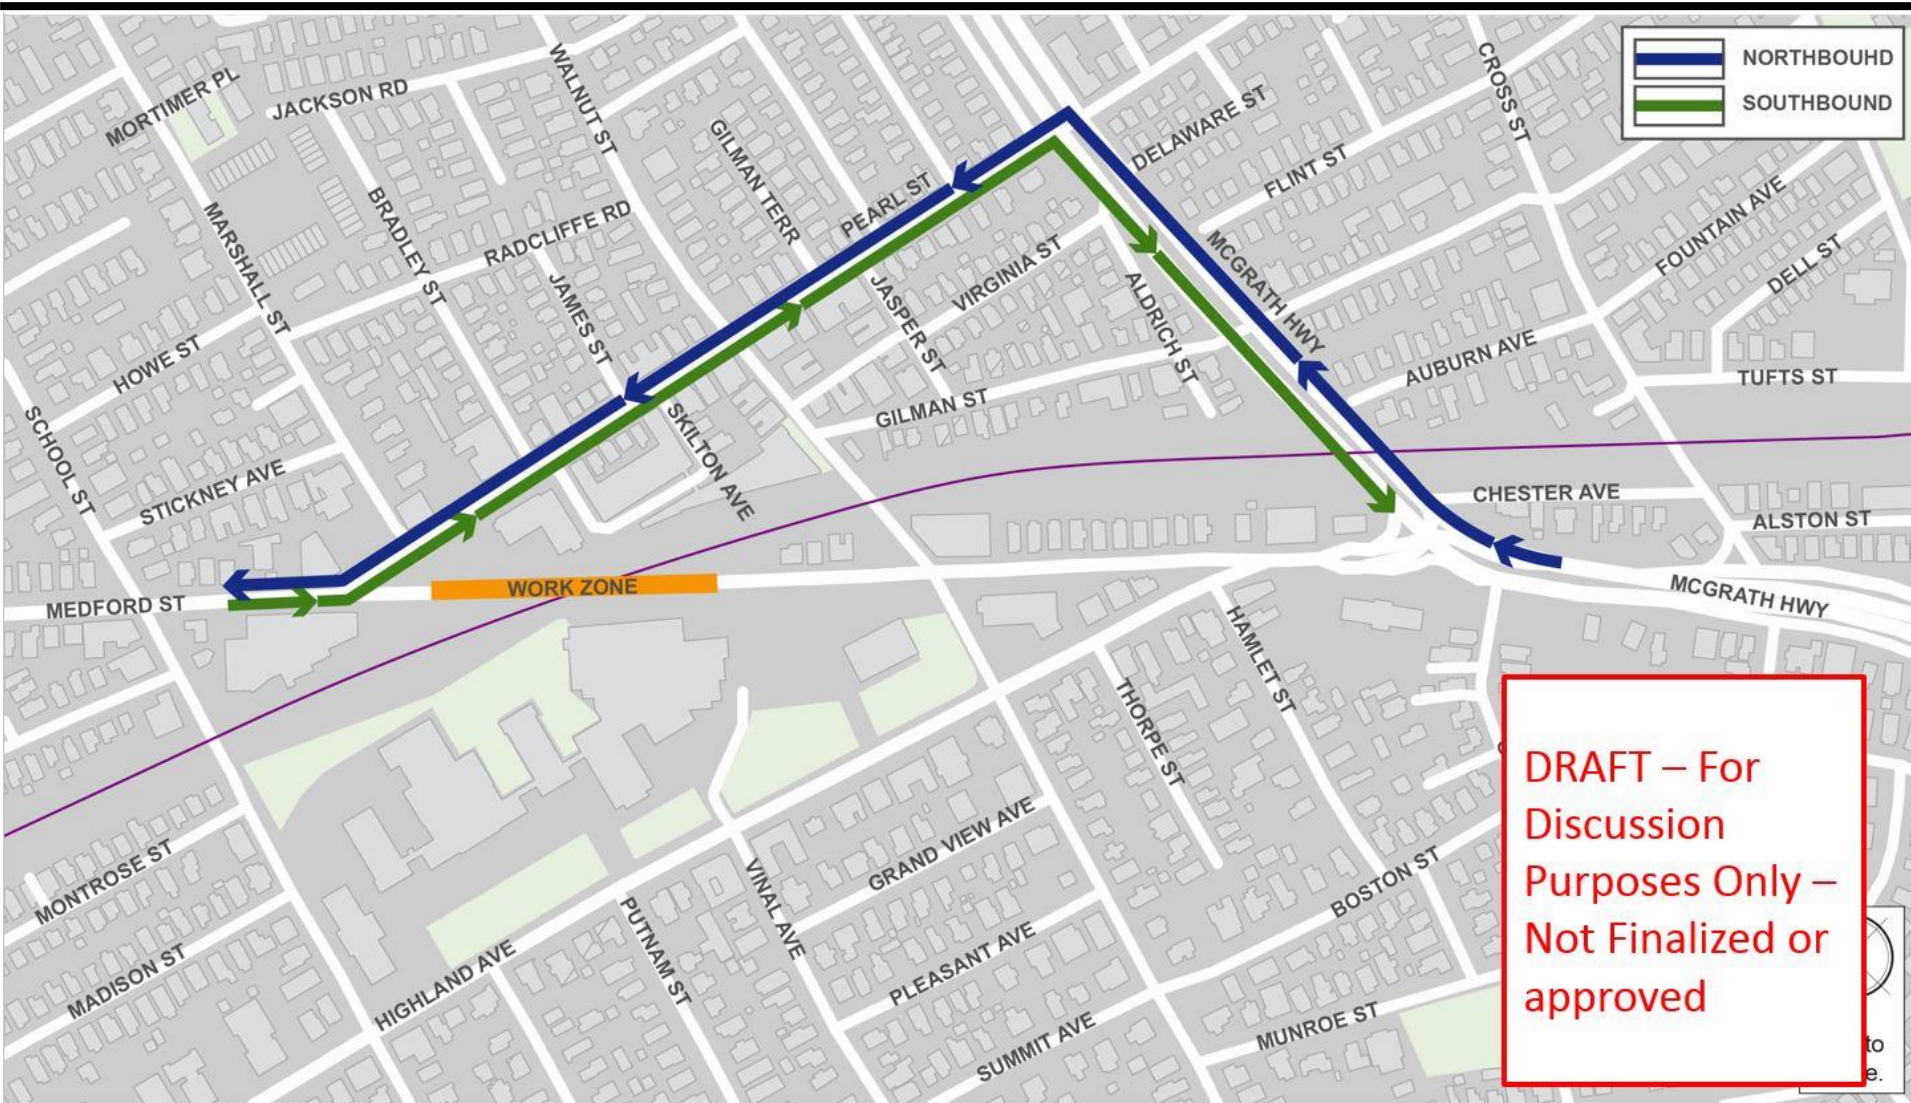 NORTHBOUHD
SOUTHBOUND
MORTIMER PL
JACKSON RD
WALNUT ST
CROSS ST
DELAWARE ST
FLINT ST
GILMAN TERR
PEARL ST
MARSHALL ST
BRADLEY ST
RADCLIFFE RD
JAMES ST
VIRGINIA ST
JASPER ST
ALDRICH ST
MCGRATH HWY
FOUNTAIN AVE
DELL ST
HOWE ST
AUBURN AVE
TUFTS ST
GILMAN ST
SCHOOL ST
STICKNEY AVE
SKILTON AVE
CHESTER AVE
ALSTON ST
MEDFORD ST
WORK ZONE
MCGRATH HWY
HAMLET ST
THORPE ST
MONTROSE ST
MADISON ST
HIGHLAND AVE
PUTNAM ST
VINAL AVE
GRAND VIEW AVE
PLEASANT AVE
BOSTON ST
SUMMIT AVE
MUNROE ST
DRAFT – For
Discussion
Purposes Only –
Not Finalized or
approved
to
e.